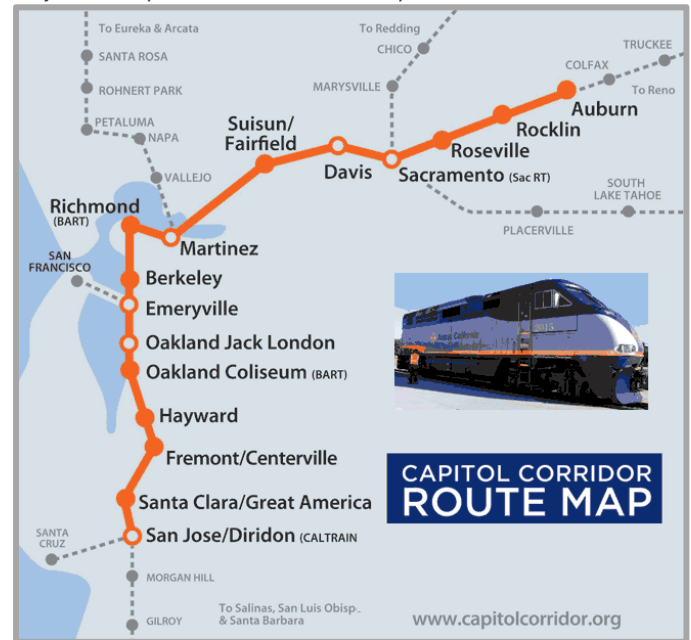 To Eureka & Arcata
SANTA ROSA
ROHNERT PARK
PETALUMA
NAPA
VALLEJO
To Redding
CHICO
MARYSVILLE
TRUCKEE
COLFAX
To Reno
Auburn
Rocklin
Roseville
Sacramento (Sac RT)
Davis
Suisun/
Fairfield
SOUTH
LAKE TAHOE
PLACERVILLE
Richmond
(BART)
Martinez
SAN
FRANCISCO
Berkeley
Emeryville
Oakland Jack London
Oakland Coliseum (BART)
Hayward
Fremont/Centerville
Santa Clara/Great America
San Jose/Diridon (CALTRAIN
SANTA
CRUZ
MORGAN HILL
GILROY
To Salinas, San Luis Obisp.
& Santa Barbara
CAPITOL CORRIDOR
ROUTE MAP
www.capitolcorridor.org